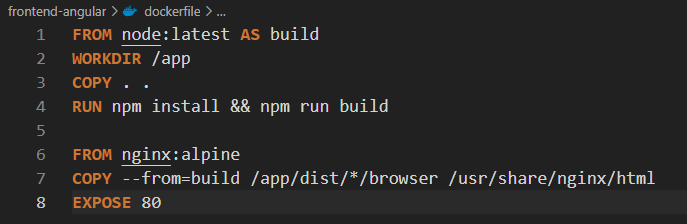 frontend-angular > dockerfile > ...
1 FROM node:latest AS build
2 WORKDIR /app
3 COPY . .
4 RUN npm install && npm run build
5
6 FROM nginx:alpine
7 COPY --from=build /app/dist/*/browser /usr/share/nginx/html
8 EXPOSE 80